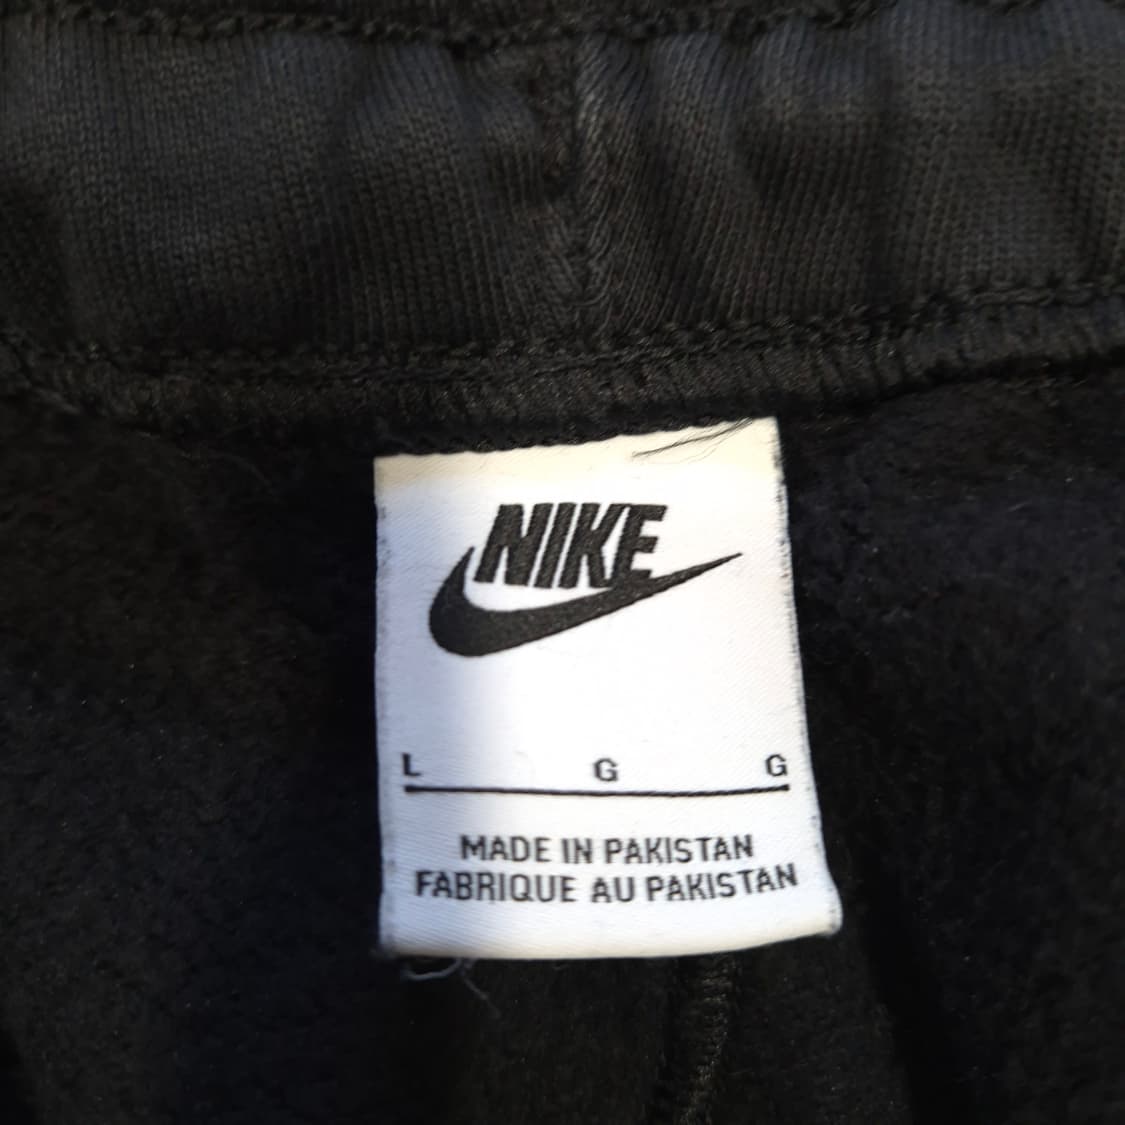 NIKE
L G G
MADE IN PAKISTAN
FABRIQUE AU PAKISTAN